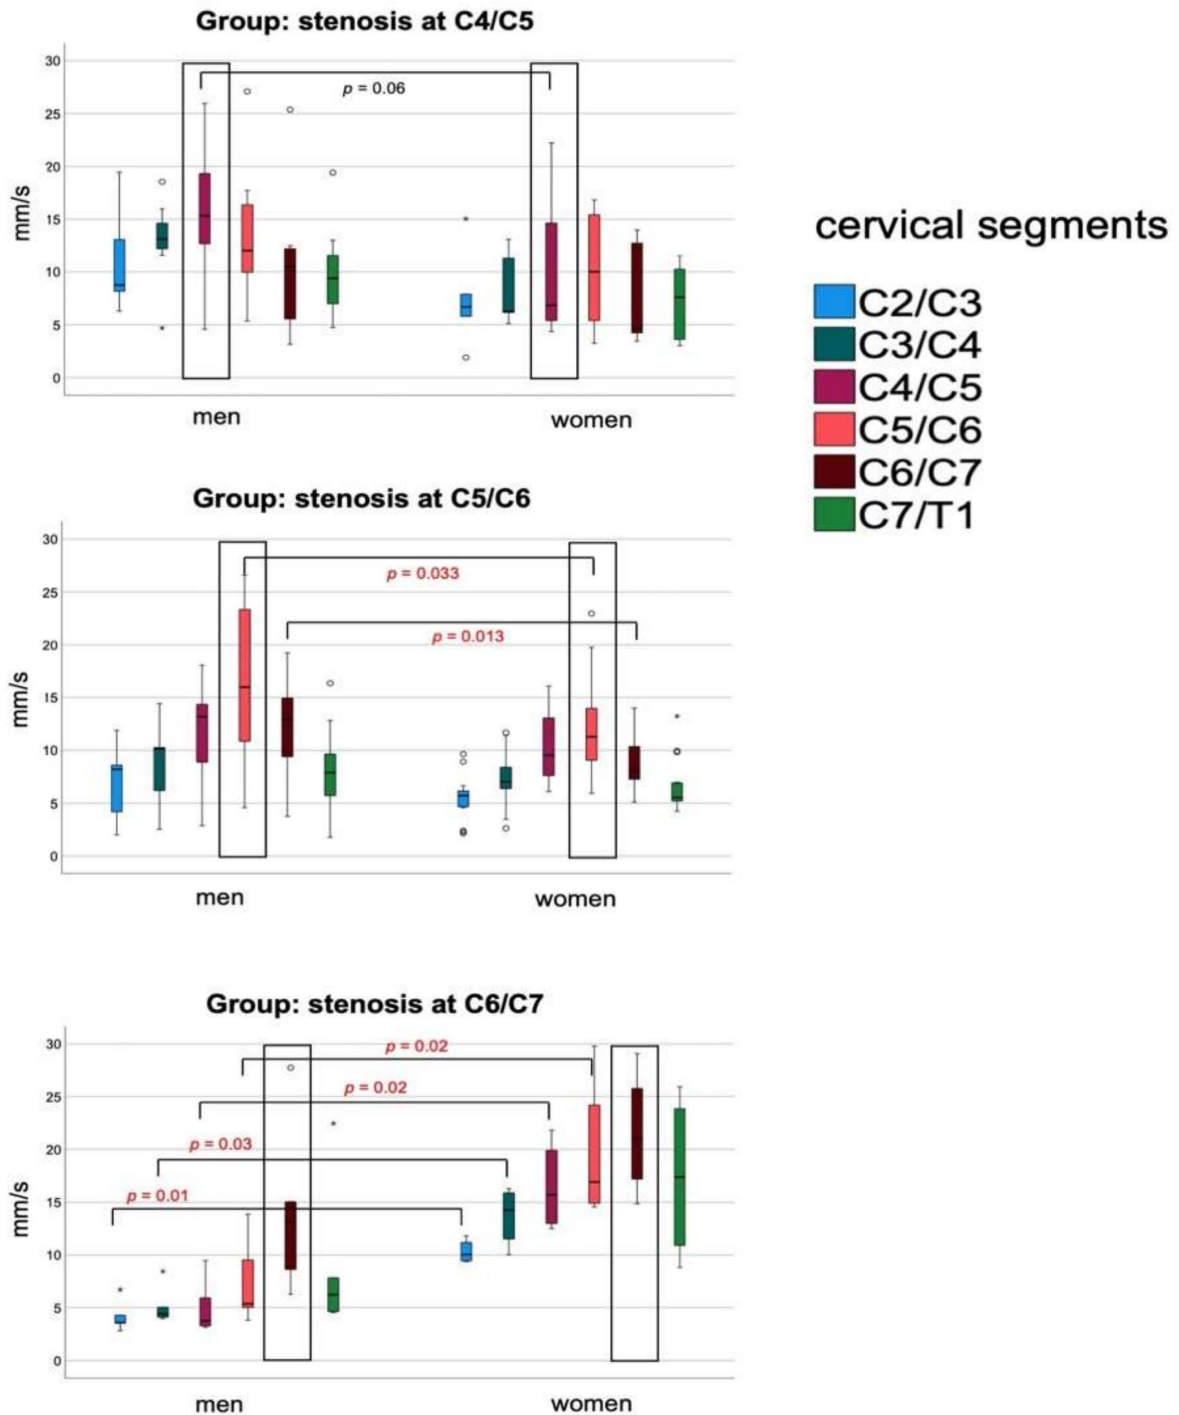 Group: stenosis at C4/C5
30
25
20
15
10
5
0
mm/s
p = 0.06
men
women
cervical segments
C2/C3
C3/C4
C4/C5
C5/C6
C6/C7
C7/T1
Group: stenosis at C5/C6
30
25
20
15
10
5
0
mm/s
p = 0.033
p = 0.013
men
women
Group: stenosis at C6/C7
30
25
20
15
10
5
0
mm/s
p = 0.02
p = 0.02
p = 0.03
p = 0.01
men
women